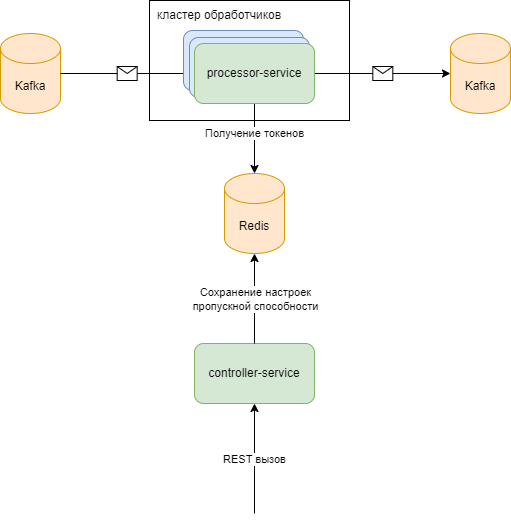 кластер обработчиков
Kafka
processor-service
Kafka
Получение токенов
Redis
Сохранение настроек
пропускной способности
controller-service
REST вызов